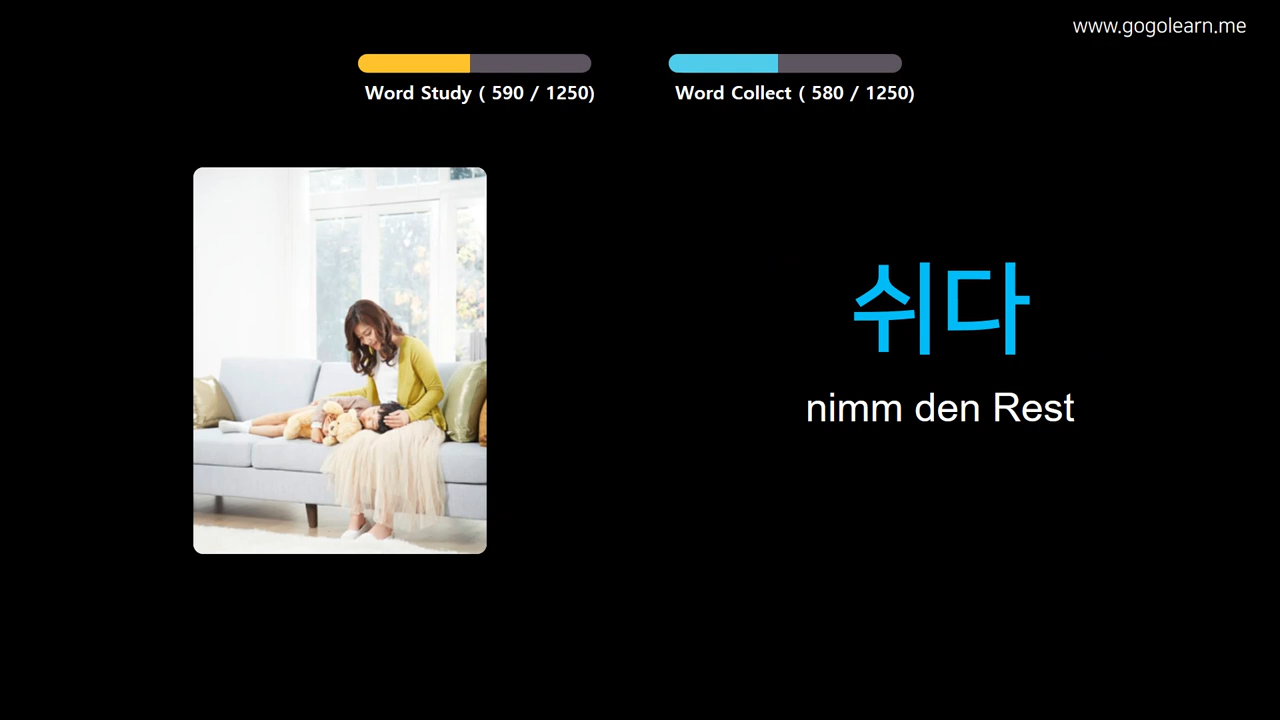 www.gogolearn.me
Word Study ( 590 / 1250)
Word Collect ( 580 / 1250)
쉬다
nimm den Rest